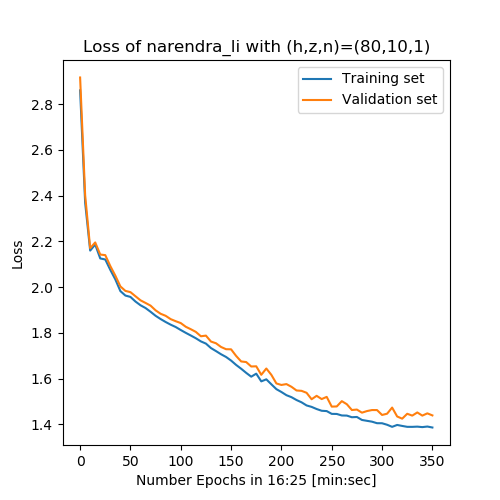 Loss of narendra_li with (h,z,n)=(80,10,1)
Training set
Validation set
Loss
2.8
2.6
2.4
2.2
2.0
1.8
1.6
1.4
0 50 100 150 200 250 300 350
Number Epochs in 16:25 [min:sec]